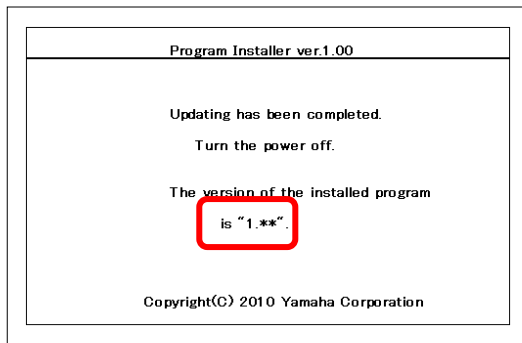 Program Installer ver.1.00
Updating has been completed.
Turn the power off.
The version of the installed program
is "1.**".
Copyright(C) 2010 Yamaha Corporation